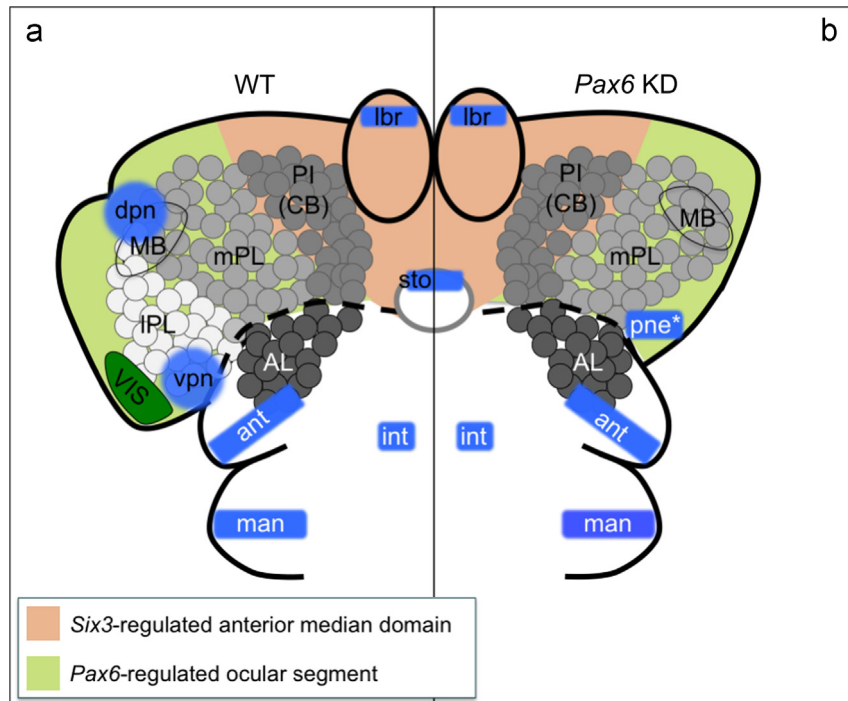 a
b
WT
Pax6 KD
lbr
lbr
PI
(CB)
PI
(CB)
dpn
MB
MB
mPL
mPL
sto
lPL
pne*
VIS
vpn
AL
AL
ant
ant
int
int
man
man
Six3-regulated anterior median domain
Pax6-regulated ocular segment